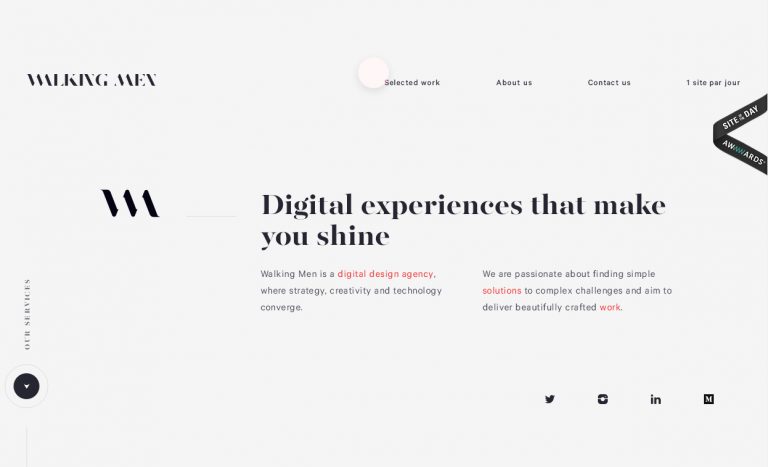 WALKING MEN
Selected work
About us
Contact us
1 site par jour
SITE OF THE DAY
AWWWARDS
Digital experiences that make
you shine
Walking Men is a digital design agency,
where strategy, creativity and technology
converge.
We are passionate about finding simple
solutions to complex challenges and aim to
deliver beautifully crafted work.
OUR SERVICES
M